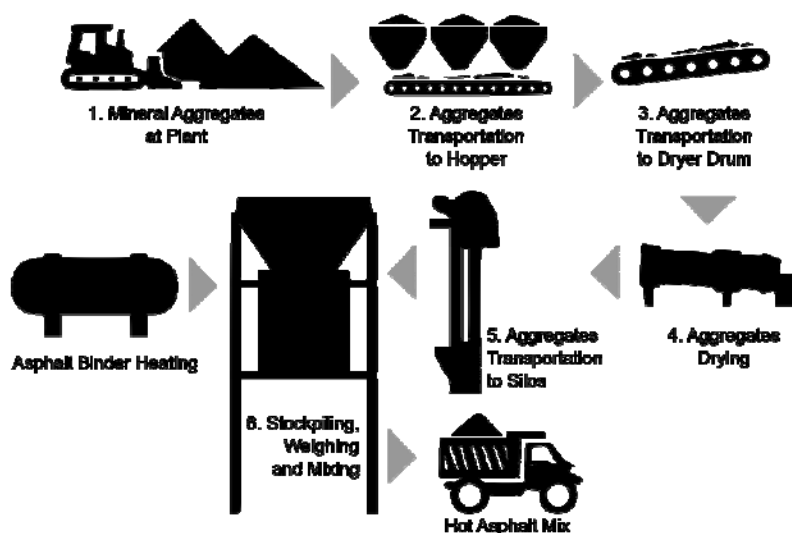 1. Mineral Aggregates
at Plant
2. Aggregates
Transportation
to Hopper
3. Aggregates
Transportation
to Dryer Drum
4. Aggregates
Drying
5. Aggregates
Transportation
to Silos
Asphalt Binder Heating
6. Stockpiling,
Weighing
and Mixing
Hot Asphalt Mix